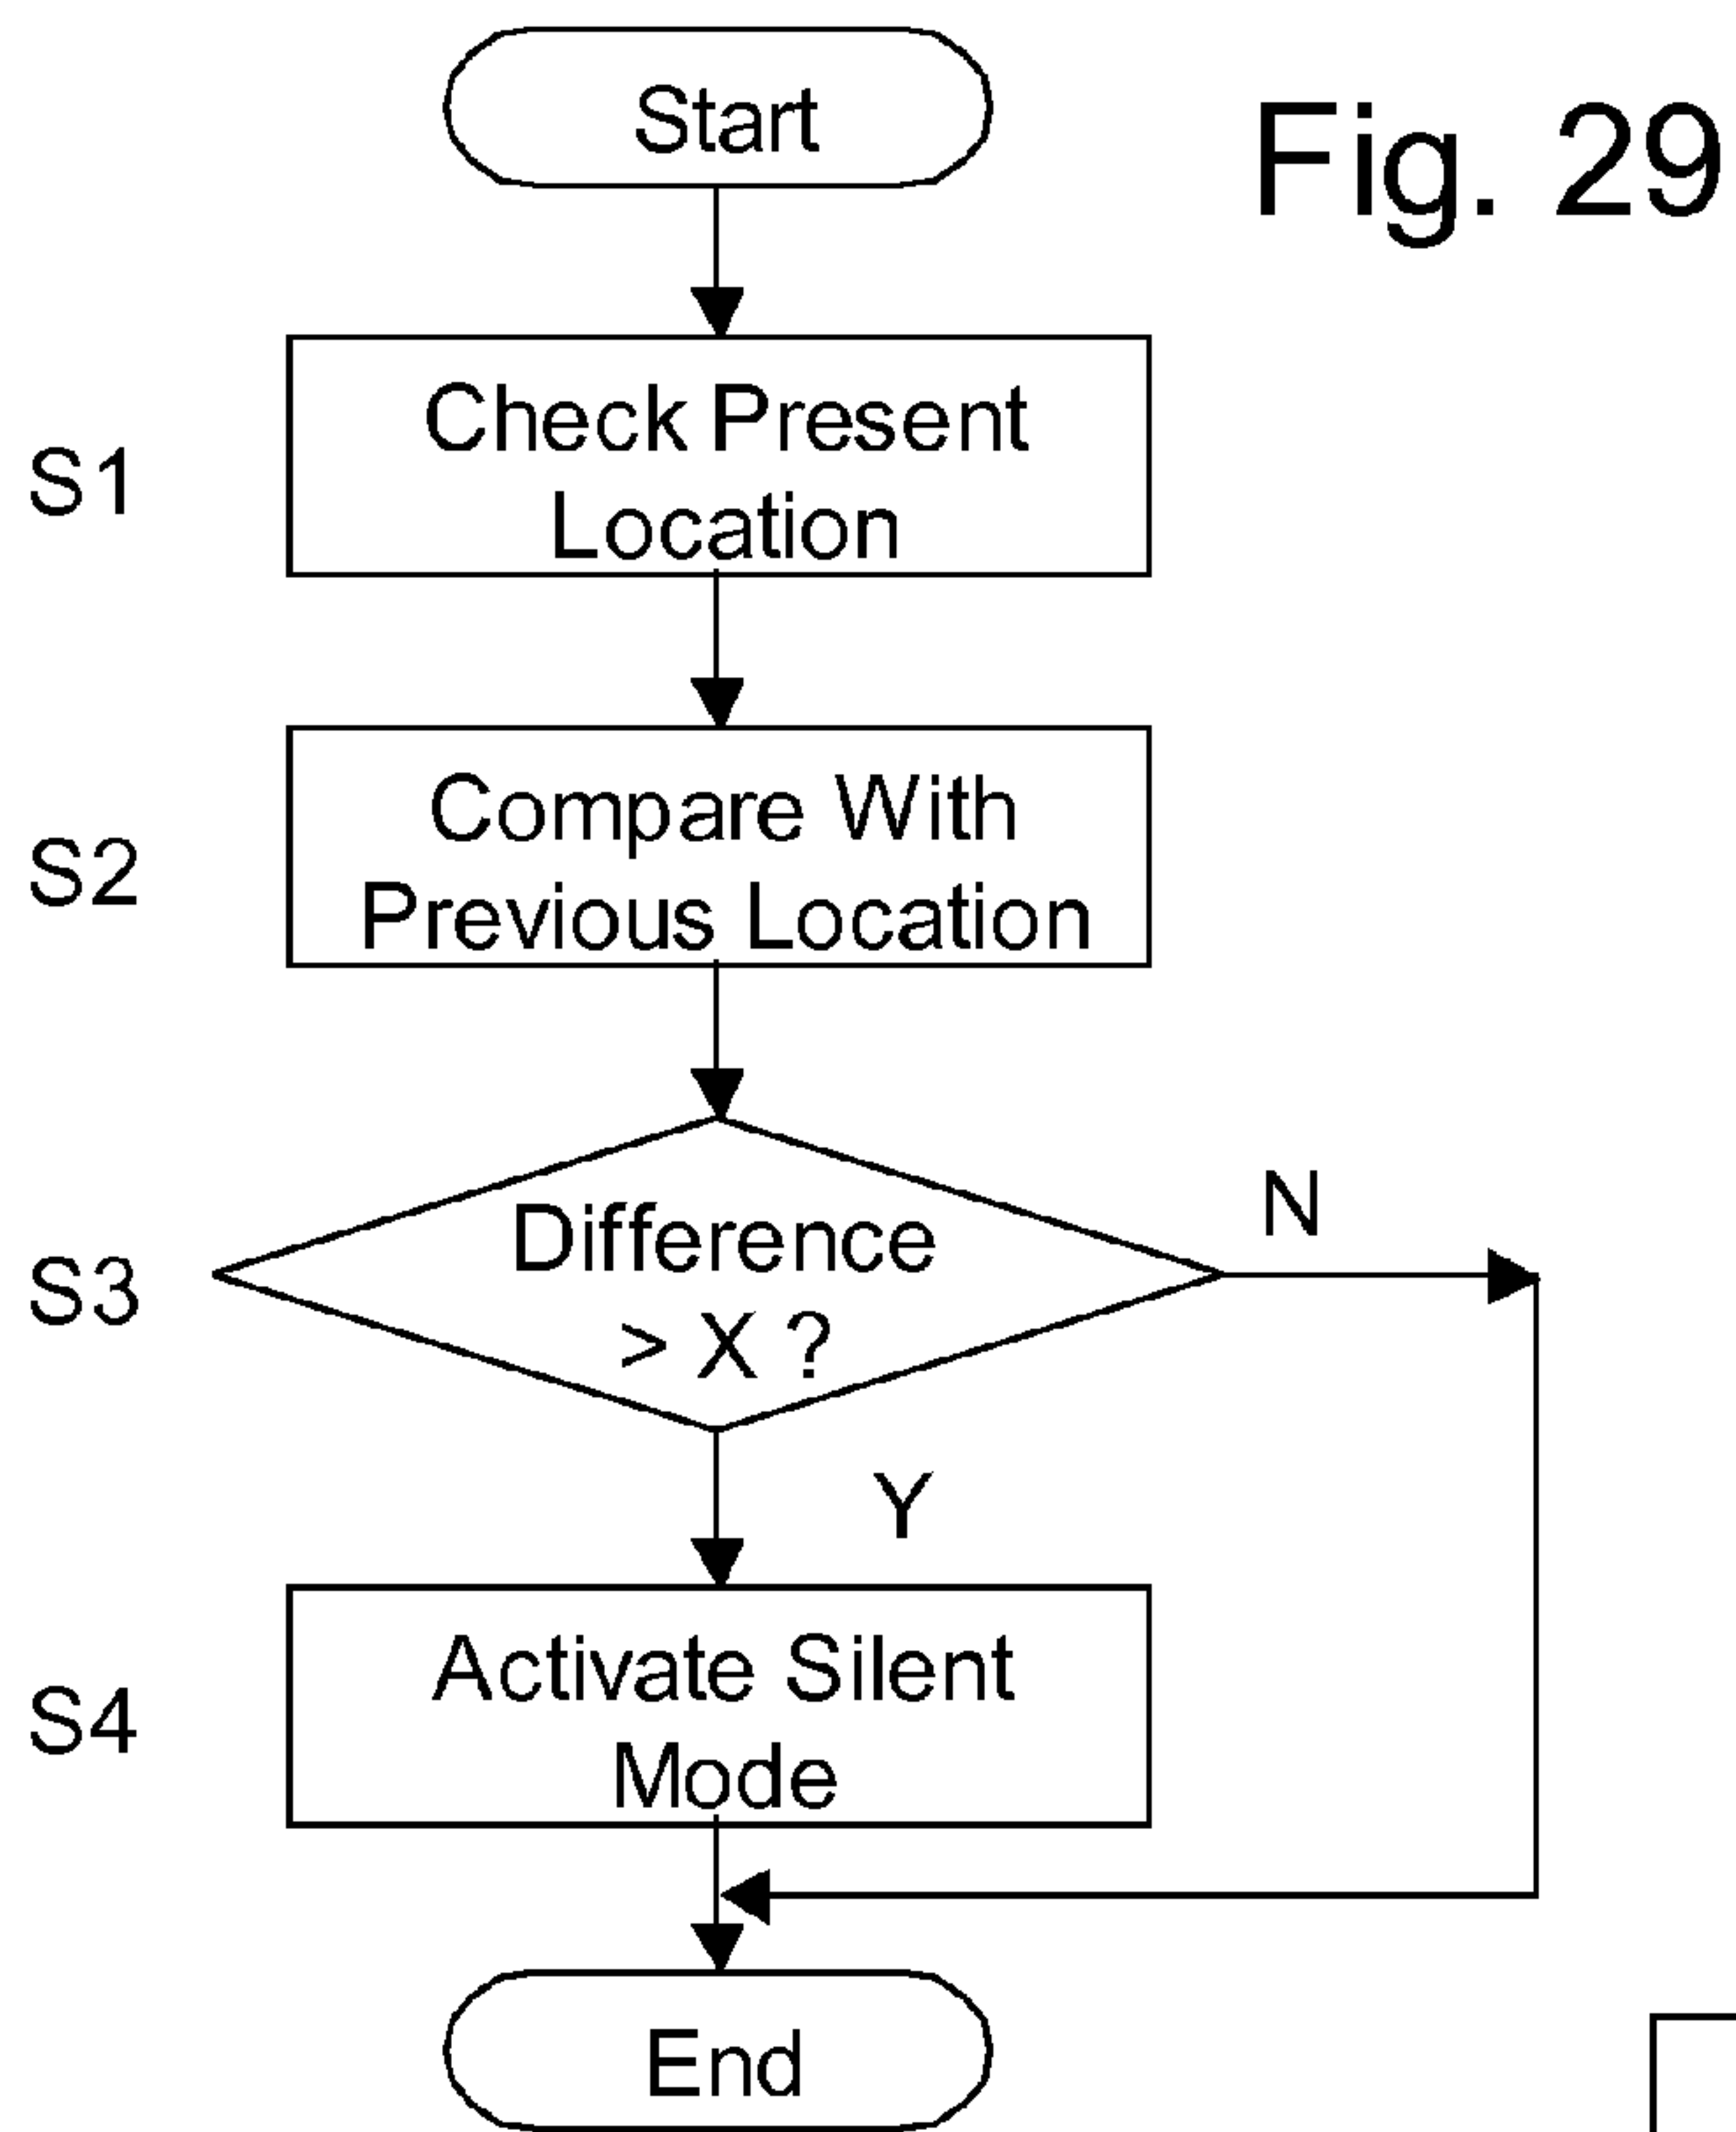 Start
Fig. 29
S1
Check Present
Location
S2
Compare With
Previous Location
S3
Difference
> X ?
N
Y
S4
Activate Silent
Mode
End